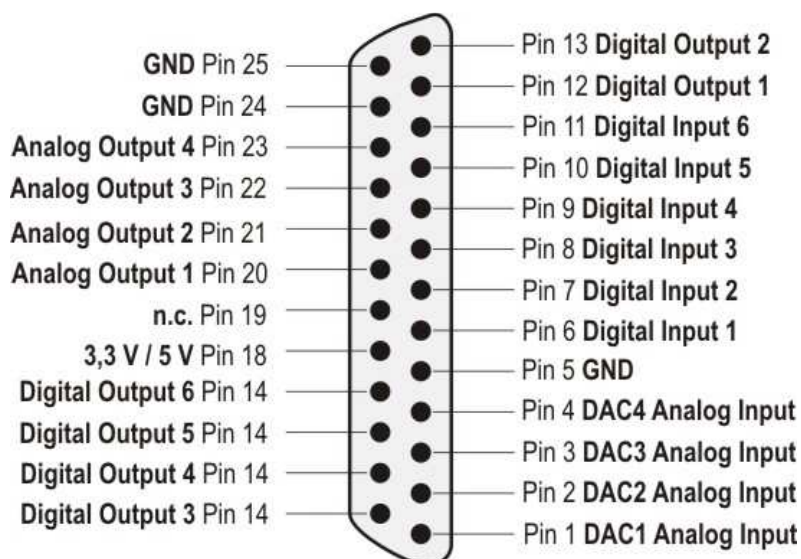 GND Pin 25
GND Pin 24
Analog Output 4 Pin 23
Analog Output 3 Pin 22
Analog Output 2 Pin 21
Analog Output 1 Pin 20
n.c. Pin 19
3,3 V / 5 V Pin 18
Digital Output 6 Pin 14
Digital Output 5 Pin 14
Digital Output 4 Pin 14
Digital Output 3 Pin 14
Pin 13 Digital Output 2
Pin 12 Digital Output 1
Pin 11 Digital Input 6
Pin 10 Digital Input 5
Pin 9 Digital Input 4
Pin 8 Digital Input 3
Pin 7 Digital Input 2
Pin 6 Digital Input 1
Pin 5 GND
Pin 4 DAC4 Analog Input
Pin 3 DAC3 Analog Input
Pin 2 DAC2 Analog Input
Pin 1 DAC1 Analog Input